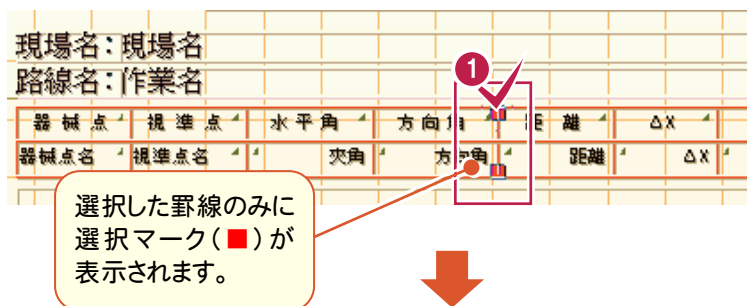 現場名：現場名
路線名：作業名
1
器 械 点 視 準 点 水 平 角 方 向 角 距 離 ΔX
器械点名 視準点名 夾角 方向角 距離 ΔX
選択した罫線のみに
選択マーク（■）が
表示されます。